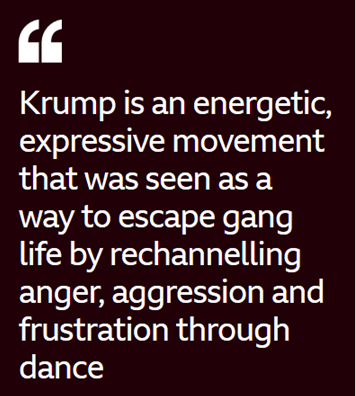 “
Krump is an energetic,
expressive movement
that was seen as a
way to escape gang
life by rechannelling
anger, aggression and
frustration through
dance